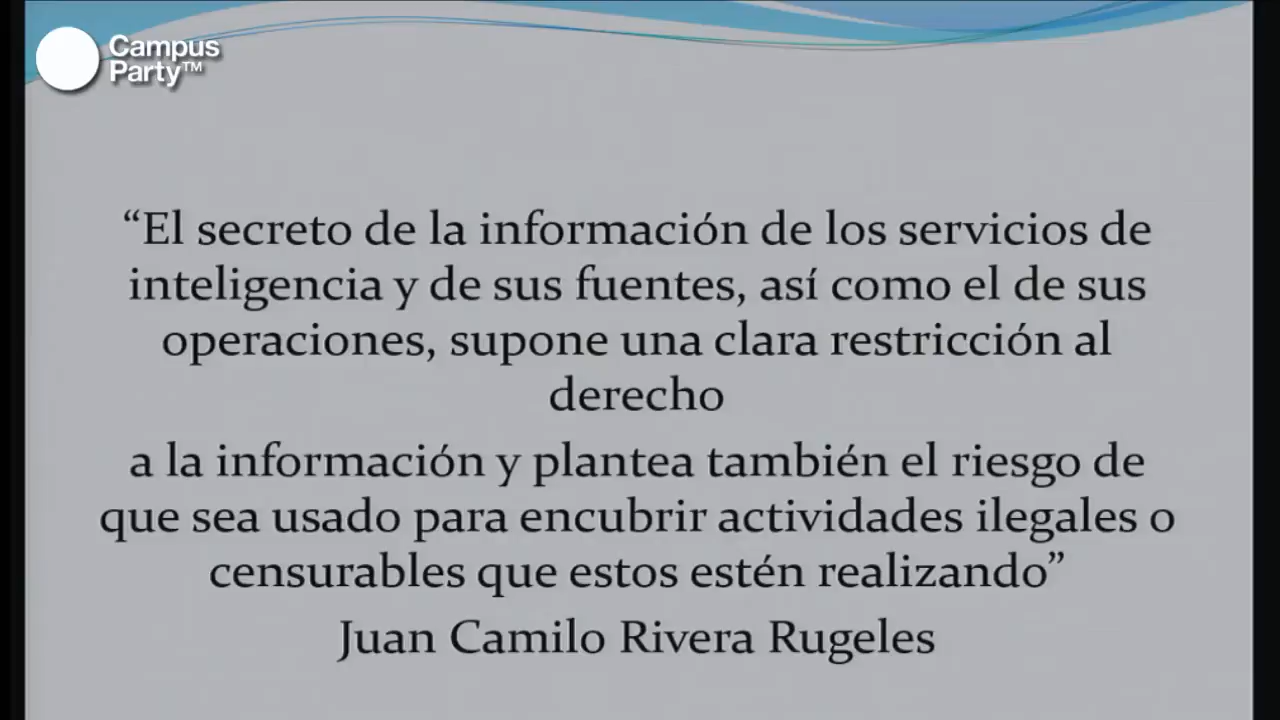 Campus
Party™
“El secreto de la información de los servicios de
inteligencia y de sus fuentes, así como el de sus
operaciones, supone una clara restricción al
derecho
a la información y plantea también el riesgo de
que sea usado para encubrir actividades ilegales o
censurables que estos estén realizando”
Juan Camilo Rivera Rugeles